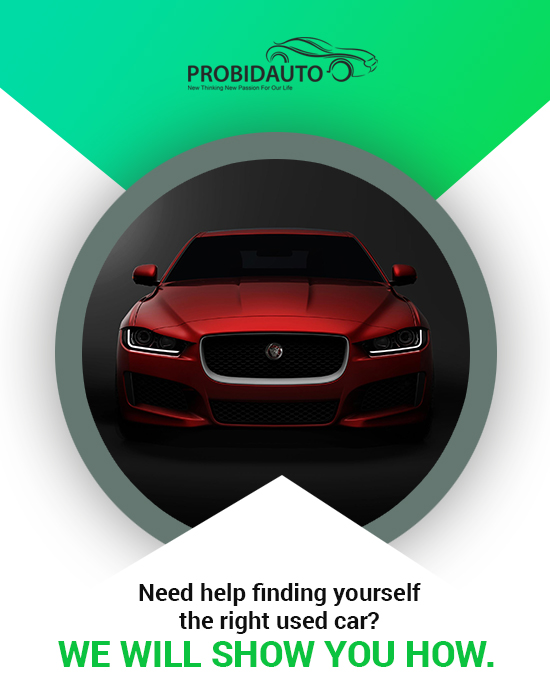 PROBIDAUTO
New Thinking New Passion For Our Life
Need help finding yourself
the right used car?
WE WILL SHOW YOU HOW.